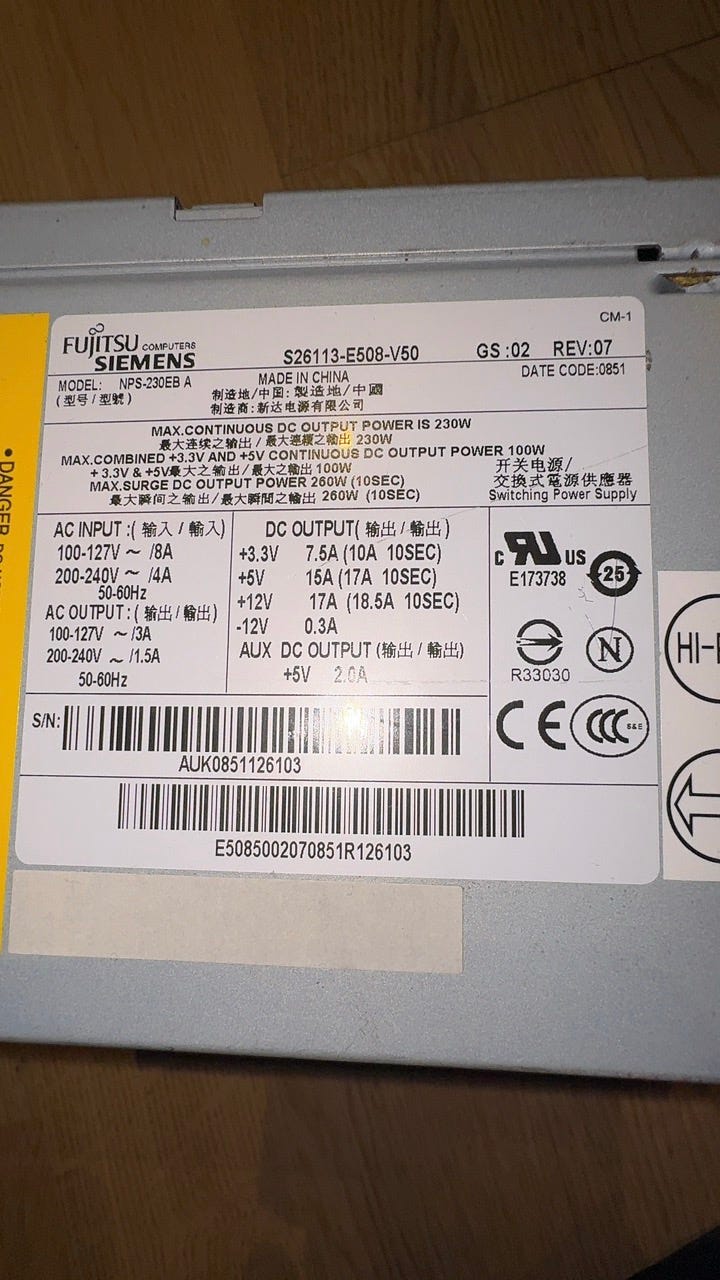 CM-1
FUJITSU COMPUTERS
SIEMENS
S26113-E508-V50 GS :02 REV:07
MODEL: NPS-230EB A
(型号 / 型號)
MADE IN CHINA
制造地/中国: 製造地/中國
制造商: 新达电源有限公司
DATE CODE:0851
MAX.CONTINUOUS DC OUTPUT POWER IS 230W
最大连续之输出 / 最大連續之輸出 230W
MAX.COMBINED +3.3V AND +5V CONTINUOUS DC OUTPUT POWER 100W
+ 3.3V & +5V最大之输出/最大之輸出 100W
MAX.SURGE DC OUTPUT POWER 260W (10SEC)
最大瞬间之输出/最大瞬間之輸出 260W (10SEC)
开关电源/
交换式電源供應器
Switching Power Supply
AC INPUT :( 输入 / 輸入)
100-127V ~ /8A
200-240V ~ /4A
50-60Hz
AC OUTPUT : ( 输出/ 輸出)
100-127V ~ /3A
200-240V ~ /1.5A
50-60Hz
DC OUTPUT( 输出 / 輸出 )
+3.3V 7.5A (10A 10SEC)
+5V 15A (17A 10SEC)
+12V 17A (18.5A 10SEC)
-12V 0.3A
AUX DC OUTPUT (输出 / 輸出)
+5V 2.0A
C RU US
E173738
25
R33030
N
CE CCC S&E
S/N:
AUK0851126103
E5085002070851R126103
• DANGER
HI-